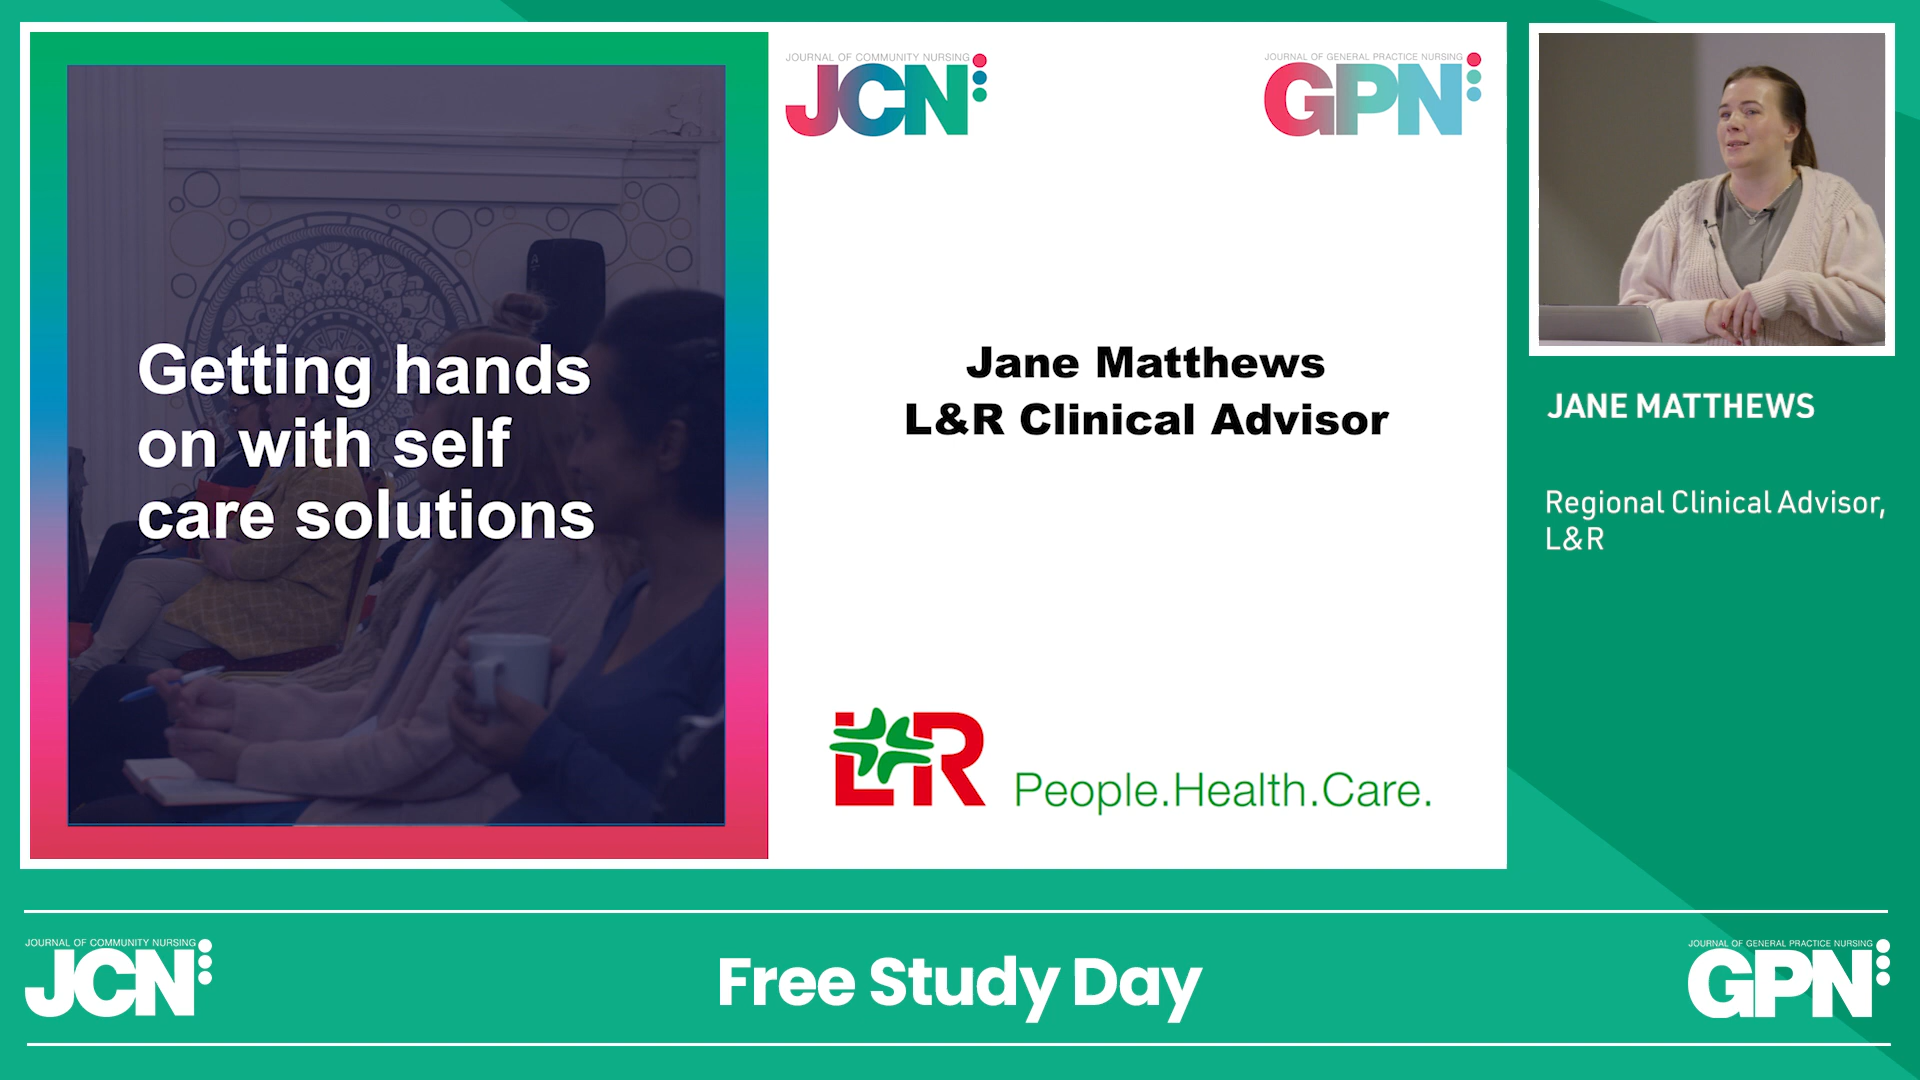 Getting hands
on with self
care solutions
JOURNAL OF COMMUNITY NURSING
JCN
JOURNAL OF GENERAL PRACTICE NURSING
GPN
Jane Matthews
L&R Clinical Advisor
L&R People.Health.Care.
JANE MATTHEWS
Regional Clinical Advisor,
L&R
JOURNAL OF COMMUNITY NURSING
JCN
Free Study Day
JOURNAL OF GENERAL PRACTICE NURSING
GPN